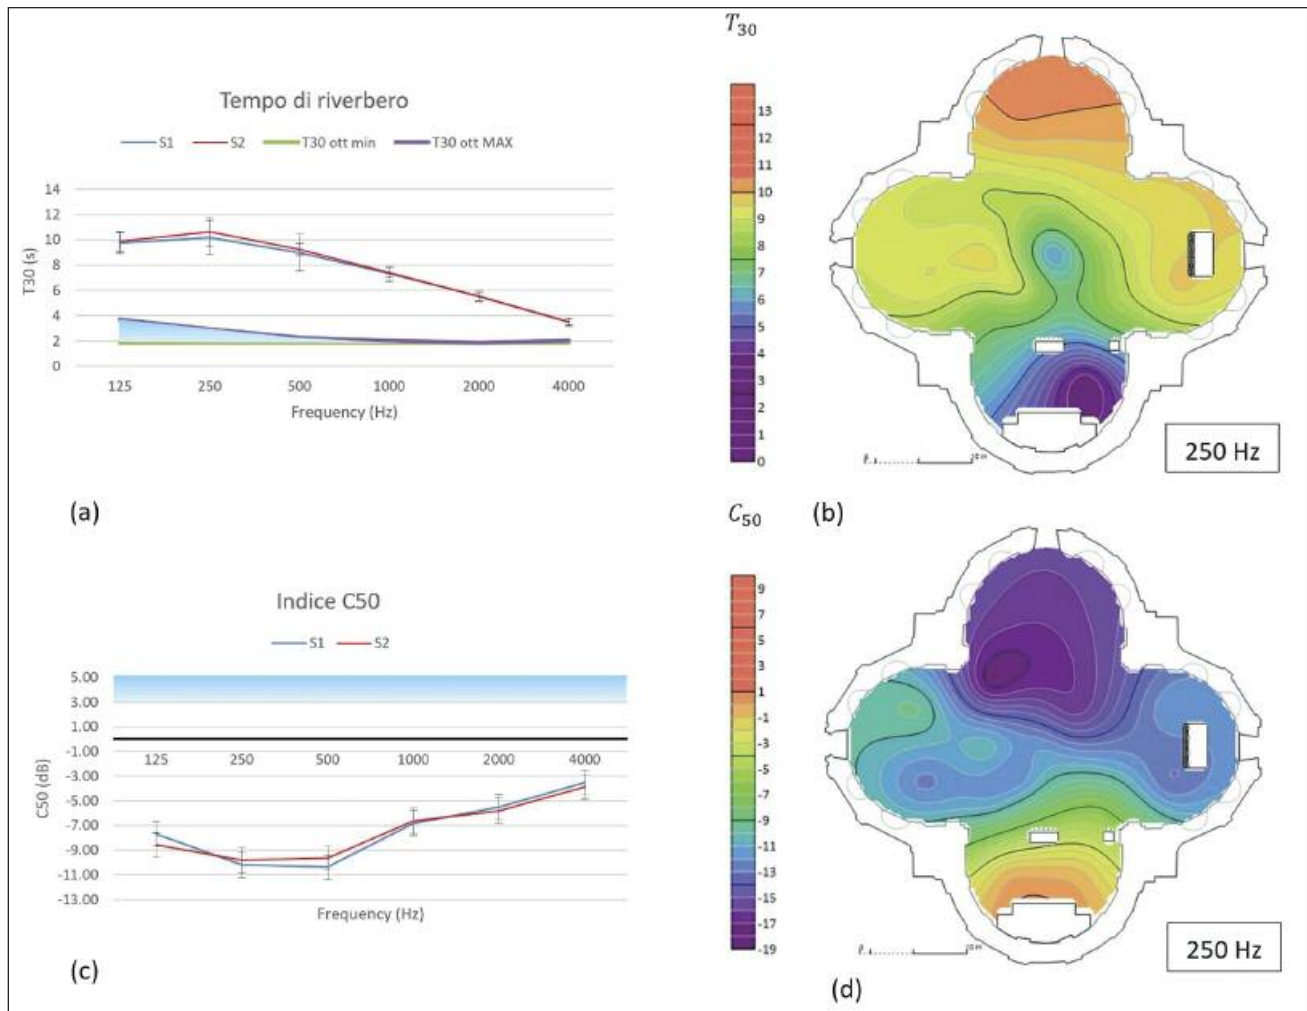 Tempo di riverbero
S1 S2 T30 ott min T30 ott MAX
T30 (s)
14
12
10
8
6
4
2
0
125 250 500 1000 2000 4000
Frequency (Hz)
(a)
T30
13
12
11
10
9
8
7
6
5
4
3
2
1
0
250 Hz
(b)
Indice C50
S1 S2
C50 (dB)
5.00
3.00
1.00
-1.00
-3.00
-5.00
-7.00
-9.00
-11.00
-13.00
125 250 500 1000 2000 4000
Frequency (Hz)
(c)
C50
9
7
5
3
1
-1
-3
-5
-7
-9
-11
-13
-15
-17
-19
250 Hz
(d)